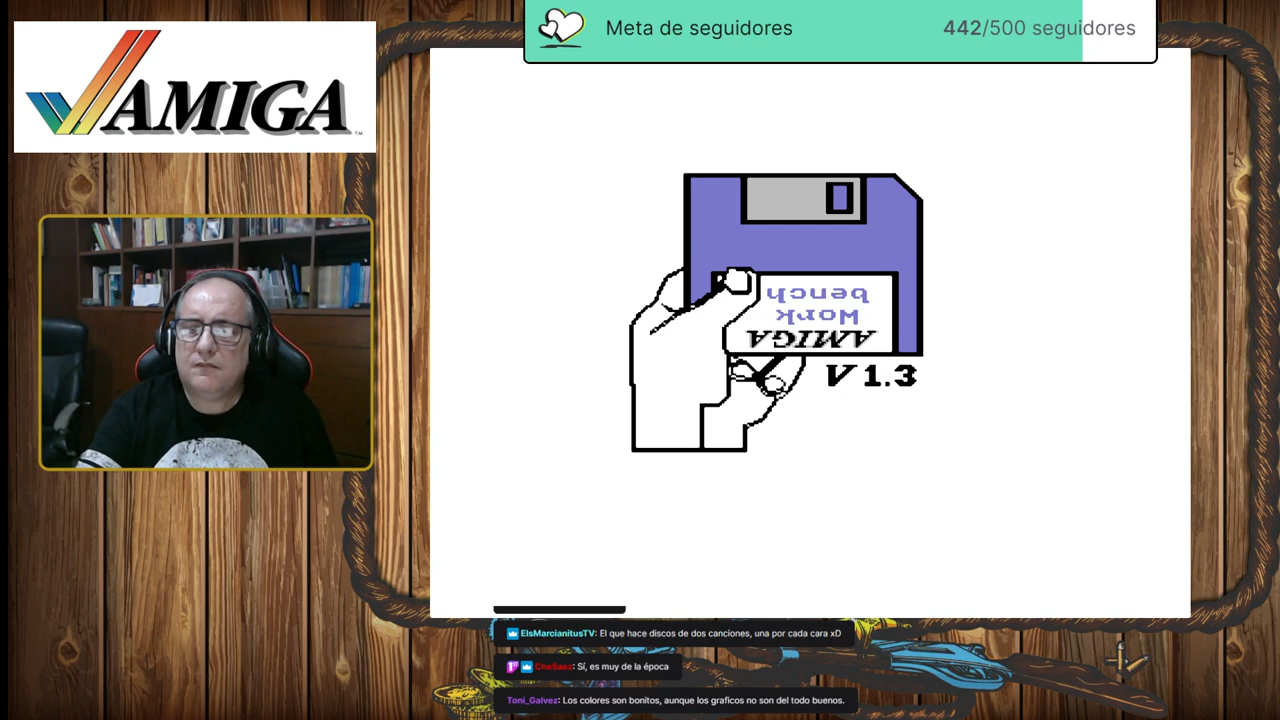 AMIGA
TM
Meta de seguidores
442/500 seguidores
Work
bench
AMIGA
V 1.3
ElsMarcianitusTV: El que hace discos de dos canciones, una por cada cara xD
CheSaez: Sí, es muy de la época
Toni_Galvez: Los colores son bonitos, aunque los graficos no son del todo buenos.